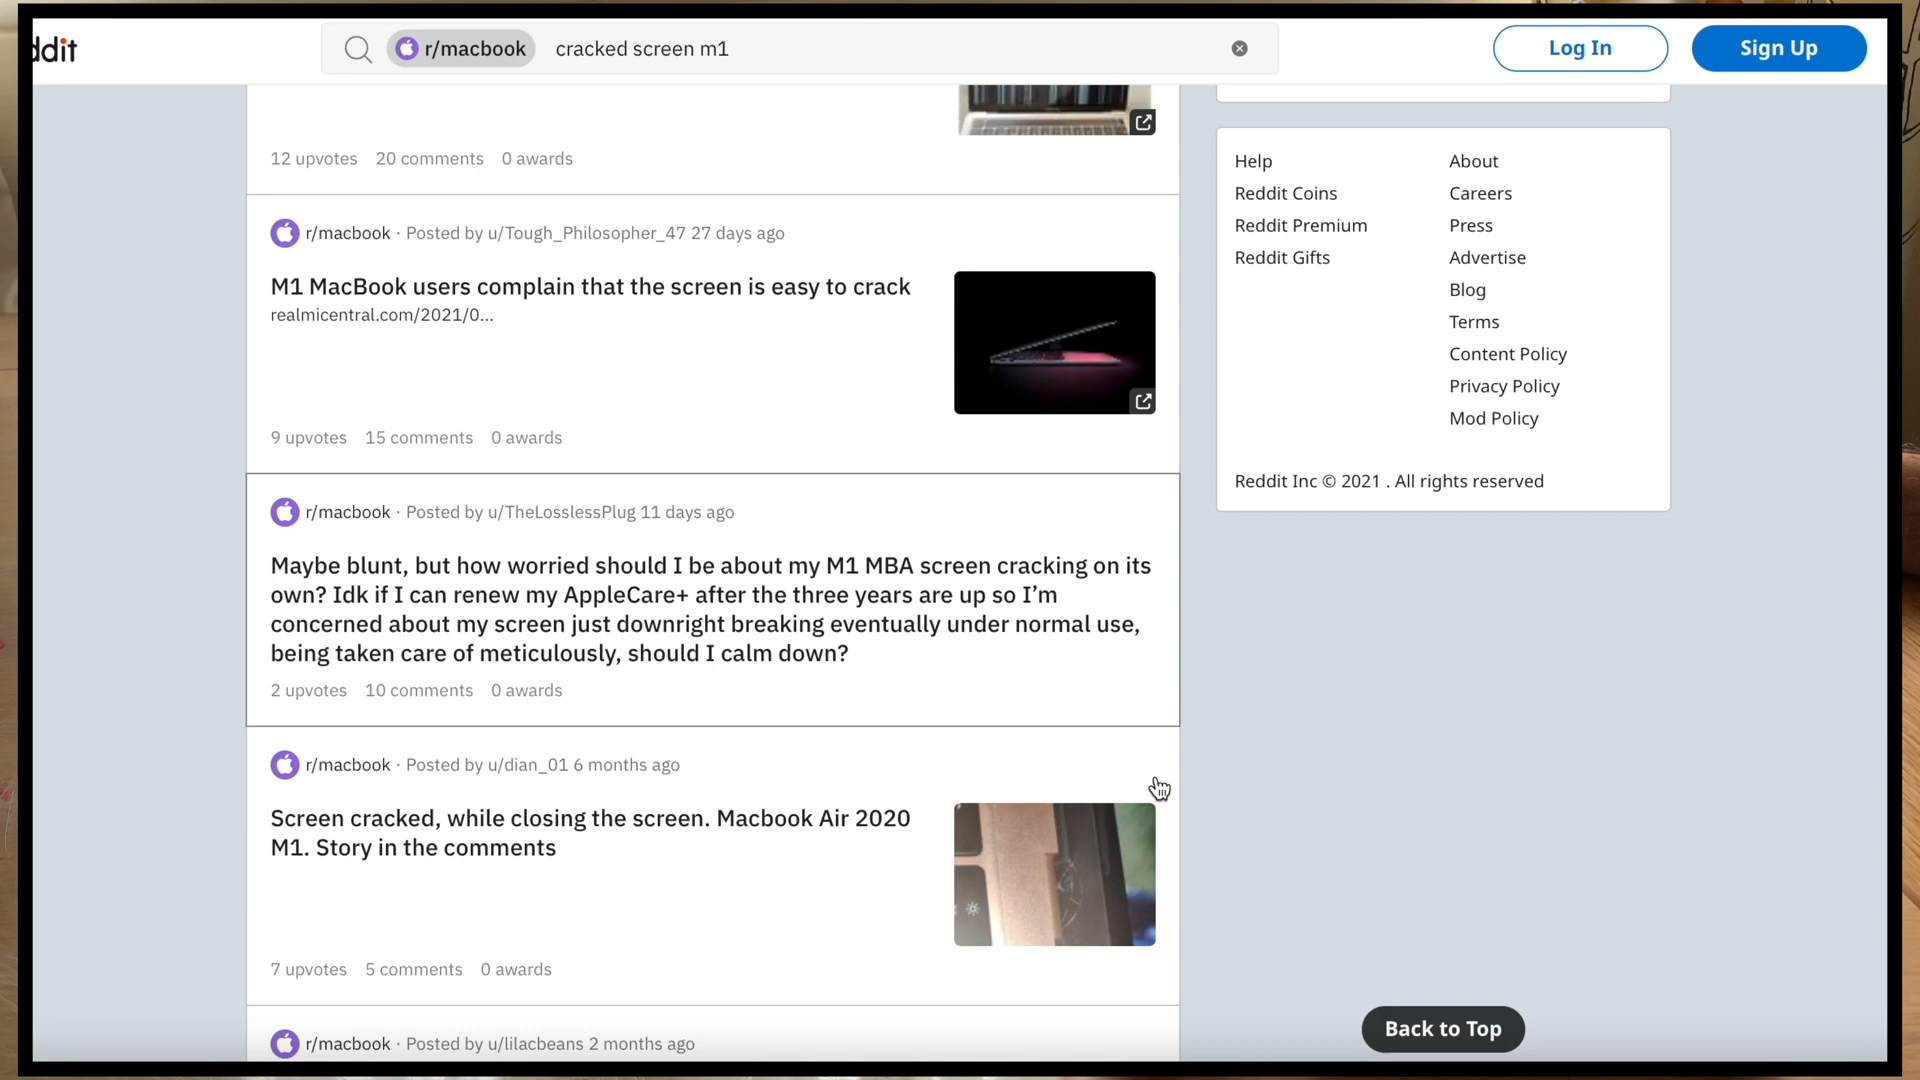 ddit
r/macbook cracked screen m1
Log In
Sign Up
12 upvotes 20 comments 0 awards
r/macbook · Posted by u/Tough_Philosopher_47 27 days ago
M1 MacBook users complain that the screen is easy to crack
realmicentral.com/2021/0...
9 upvotes 15 comments 0 awards
r/macbook · Posted by u/TheLosslessPlug 11 days ago
Maybe blunt, but how worried should I be about my M1 MBA screen cracking on its
own? Idk if I can renew my AppleCare+ after the three years are up so I’m
concerned about my screen just downright breaking eventually under normal use,
being taken care of meticulously, should I calm down?
2 upvotes 10 comments 0 awards
r/macbook · Posted by u/dian_01 6 months ago
Screen cracked, while closing the screen. Macbook Air 2020
M1. Story in the comments
7 upvotes 5 comments 0 awards
r/macbook · Posted by u/lilacbeans 2 months ago
Help
Reddit Coins
Reddit Premium
Reddit Gifts
About
Careers
Press
Advertise
Blog
Terms
Content Policy
Privacy Policy
Mod Policy
Reddit Inc © 2021 . All rights reserved
Back to Top